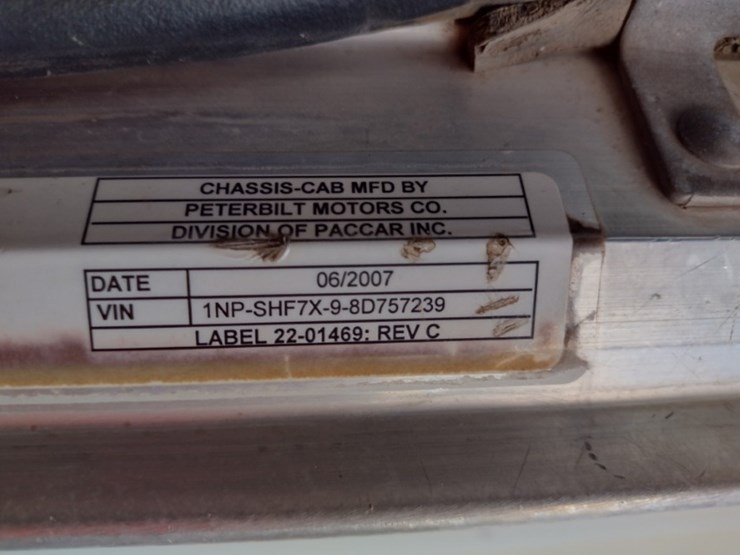 CHASSIS-CAB MFD BY
PETERBILT MOTORS CO.
DIVISION OF PACCAR INC.
DATE 06/2007
VIN 1NP-SHF7X-9-8D757239
LABEL 22-01469: REV C